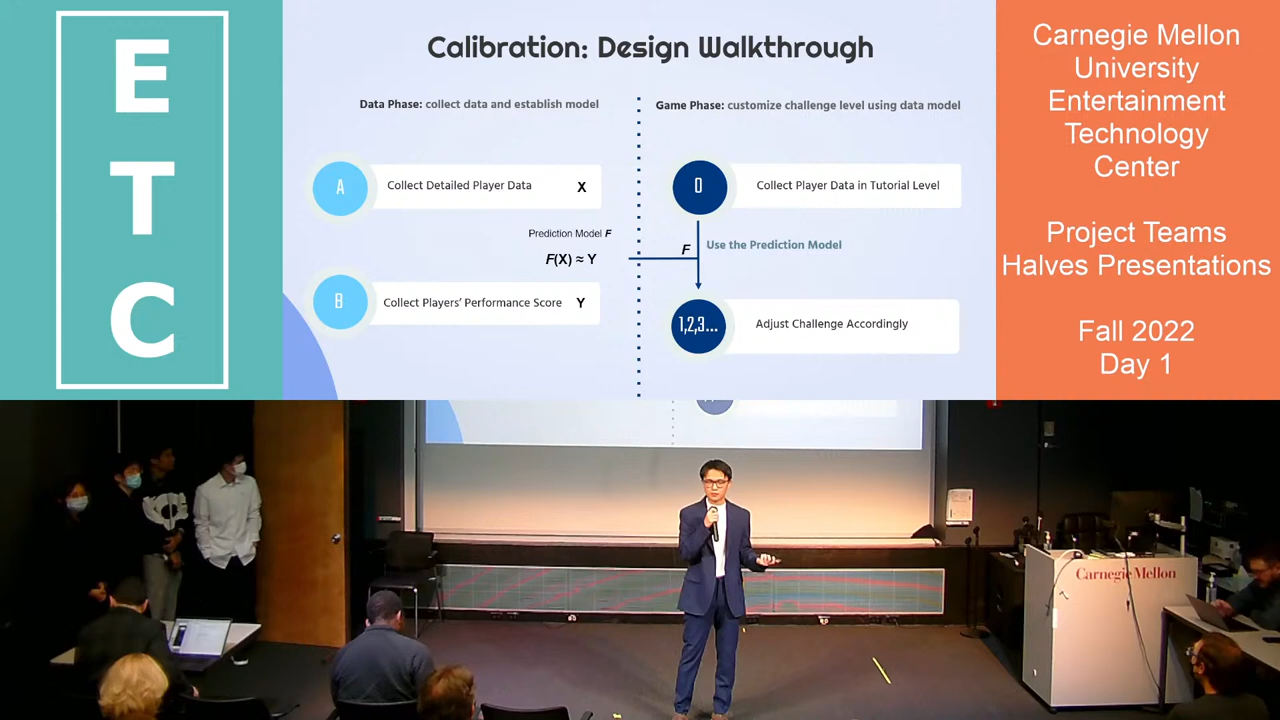 E
T
C
Calibration: Design Walkthrough
Data Phase: collect data and establish model
A
Collect Detailed Player Data X
Prediction Model F
F(X) ≈ Y
B
Collect Players' Performance Score Y
Game Phase: customize challenge level using data model
0
Collect Player Data in Tutorial Level
F
Use the Prediction Model
1,2,3...
Adjust Challenge Accordingly
Carnegie Mellon
University
Entertainment
Technology
Center
Project Teams
Halves Presentations
Fall 2022
Day 1
Carnegie Mellon